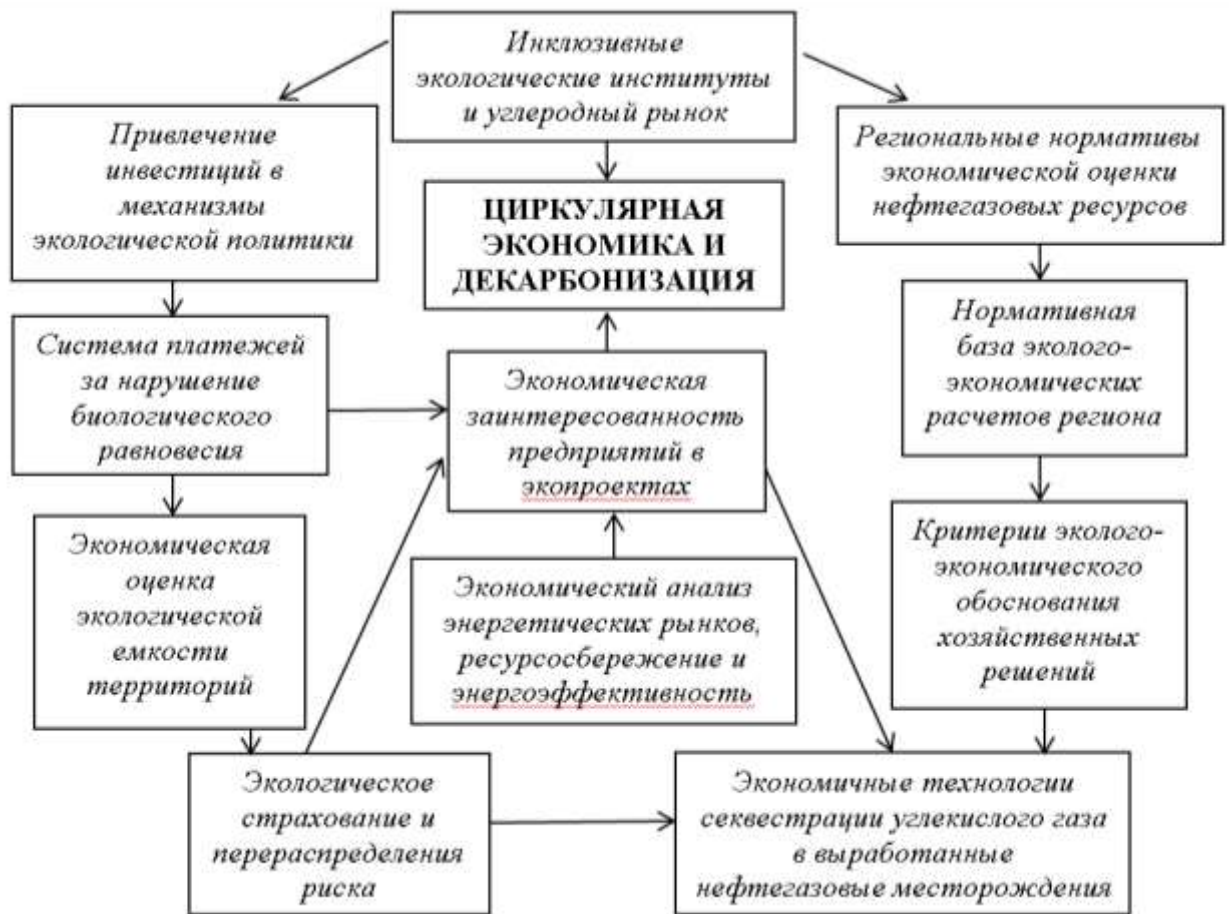 Инклюзивные
экологические институты
и углеродный рынок
Привлечение
инвестиций в
механизмы
экологической политики
ЦИРКУЛЯРНАЯ
ЭКОНОМИКА И
ДЕКАРБОНИЗАЦИЯ
Региональные нормативы
экономической оценки
нефтегазовых ресурсов
Система платежей
за нарушение
биологического
равновесия
Экономическая
заинтересованность
предприятий в
экопроектах
Нормативная
база эколого-
экономических
расчетов региона
Экономическая
оценка
экологической
емкости
территорий
Экономический анализ
энергетических рынков,
ресурсосбережение и
энергоэффективность
Критерии эколого-
экономического
обоснования
хозяйственных
решений
Экологическое
страхование и
перераспределения
риска
Экономичные технологии
секвестрации углекислого газа
в выработанные
нефтегазовые месторождения